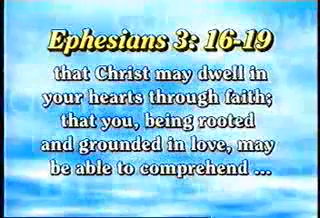 Ephesians 3: 16-19
that Christ may dwell in
your hearts through faith;
that you, being rooted
and grounded in love, may
be able to comprehend ...